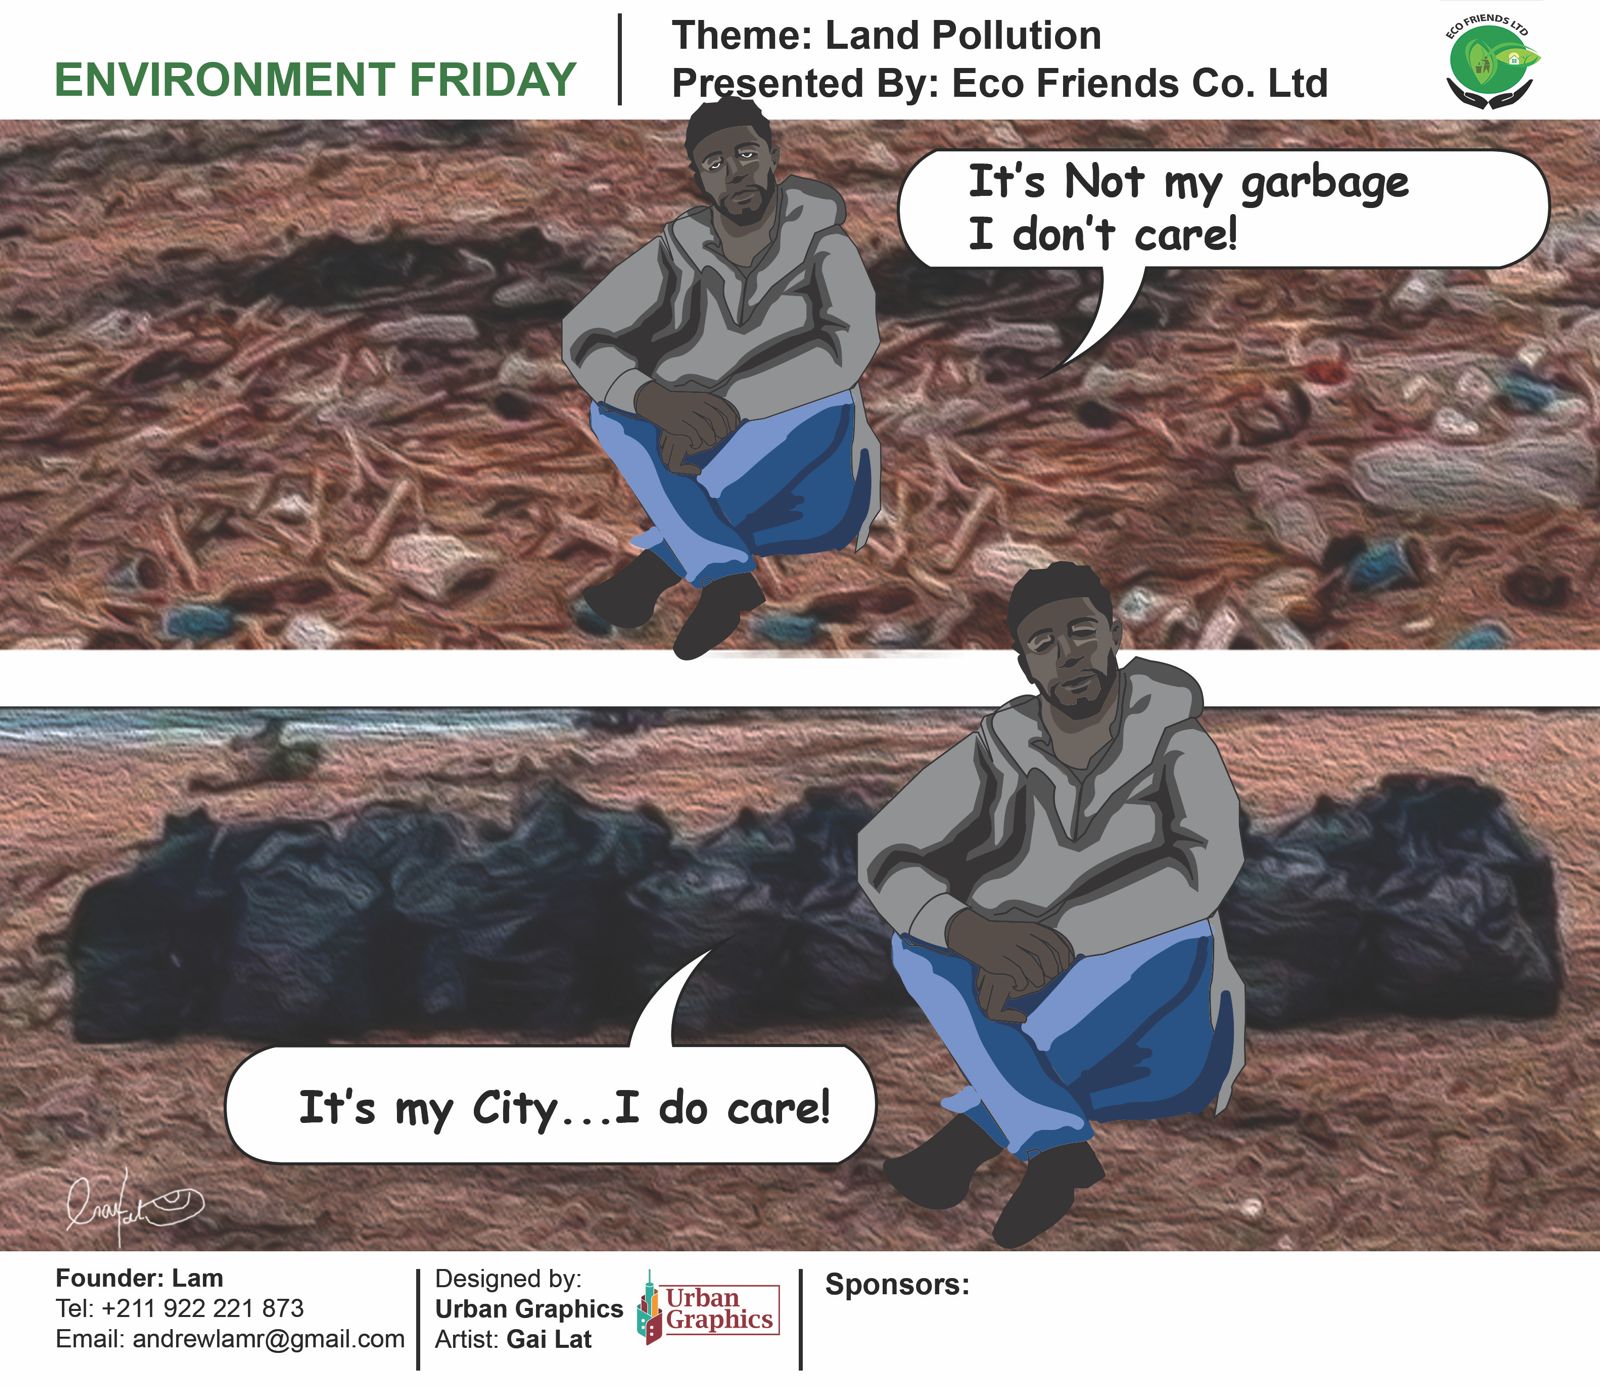 ENVIRONMENT FRIDAY
Theme: Land Pollution
Presented By: Eco Friends Co. Ltd
ECO FRIENDS LTD
It's Not my garbage
I don't care!
It's my City...I do care!
Founder: Lam
Tel: +211 922 221 873
Email: andrewlamr@gmail.com
Designed by:
Urban Graphics
Artist: Gai Lat
Urban
Graphics
Sponsors: